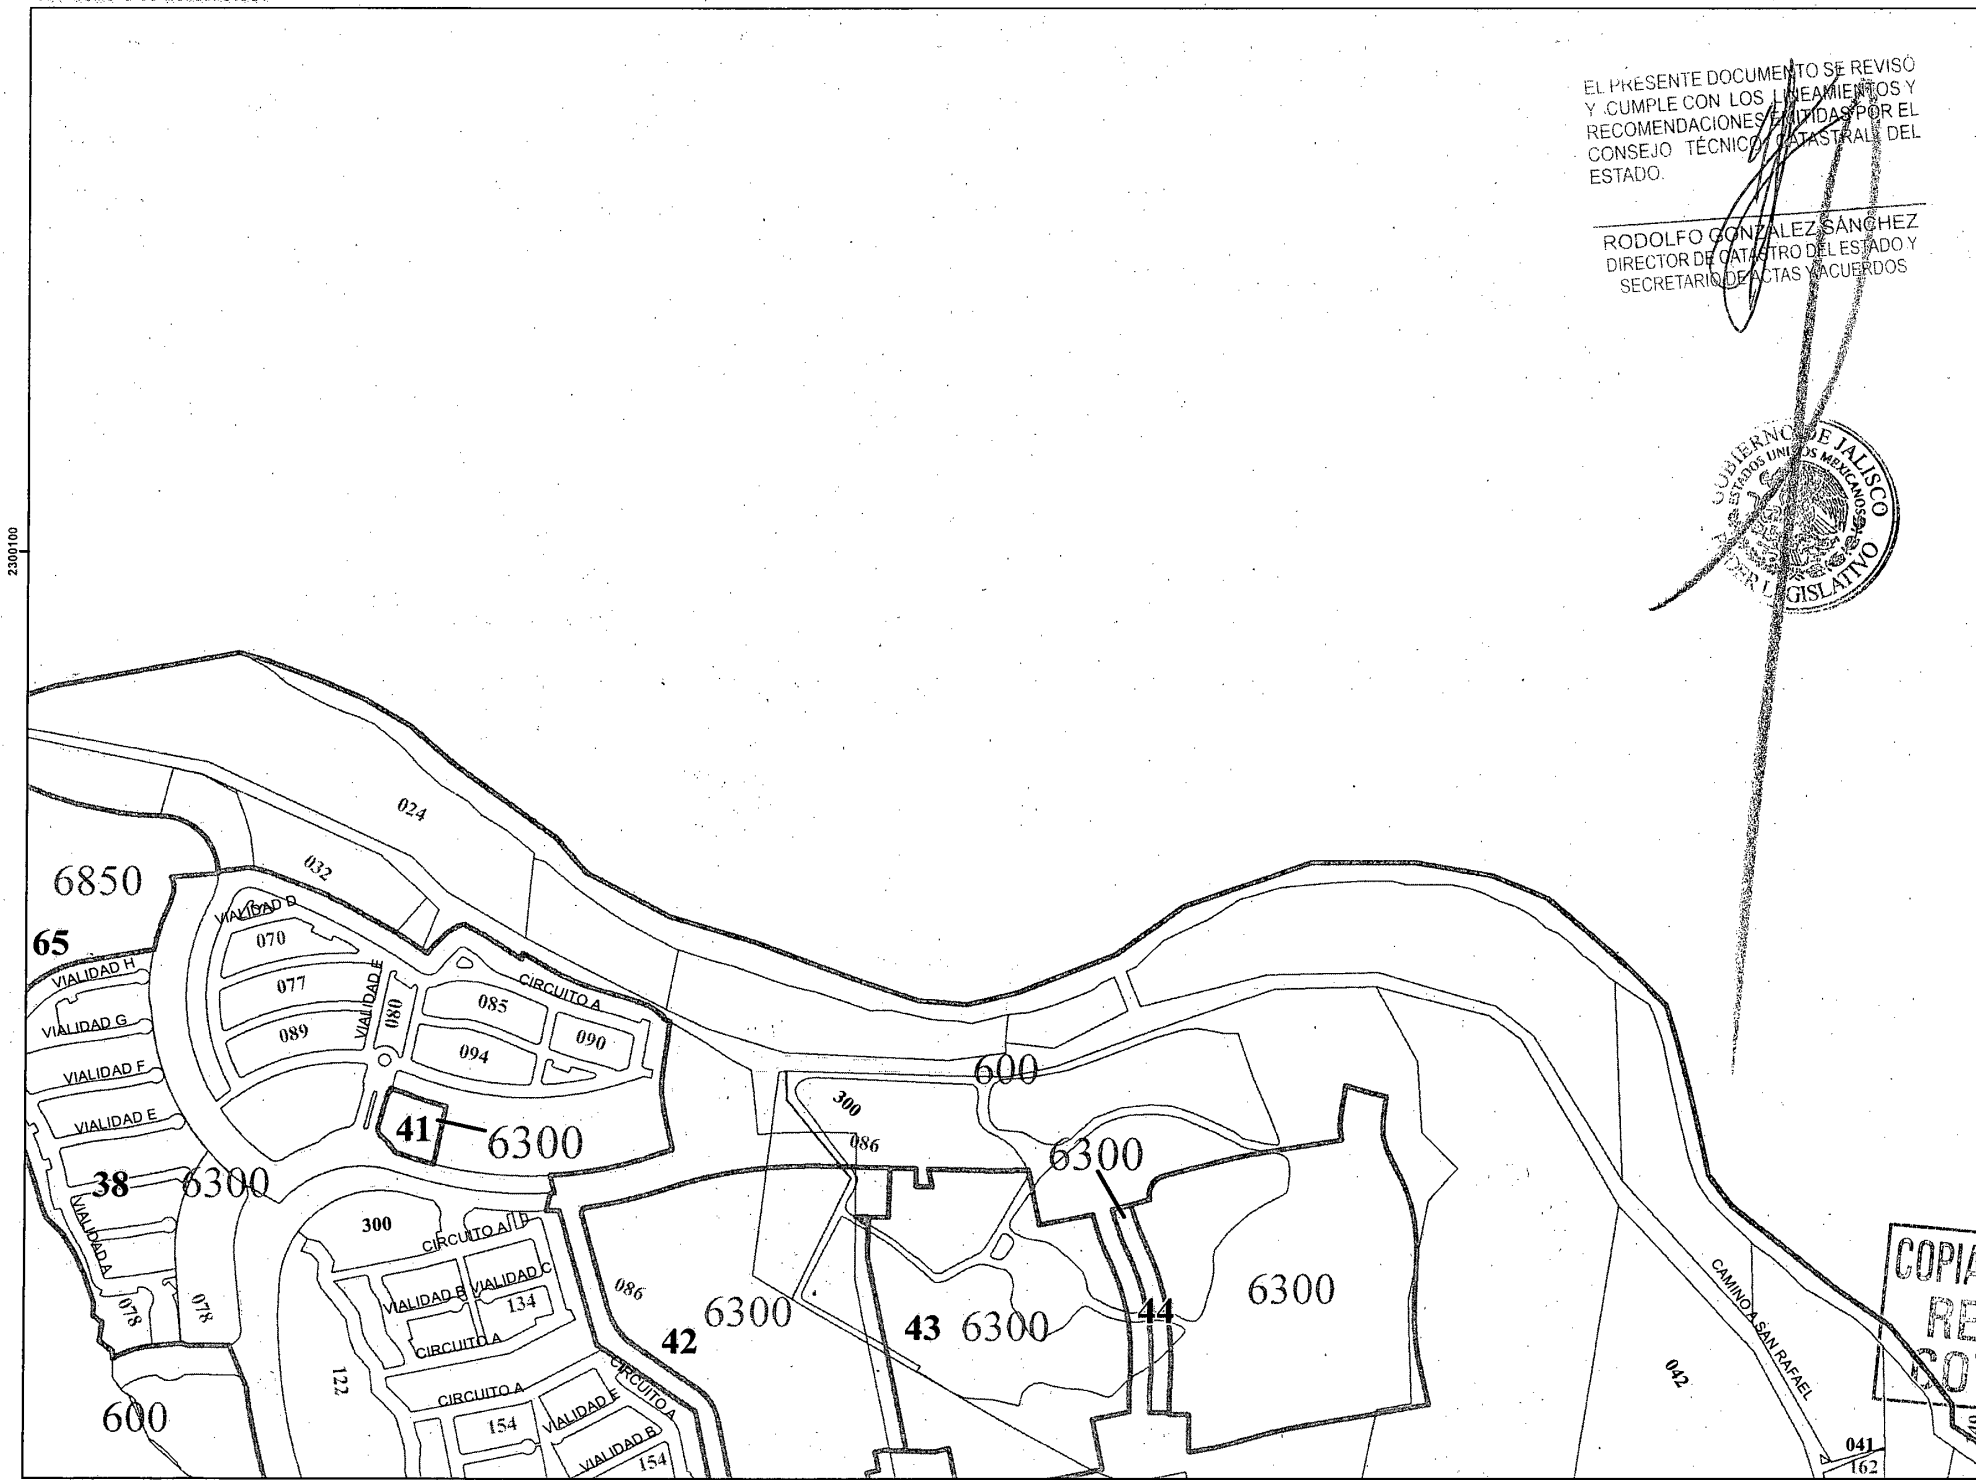 EL PRESENTE DOCUMENTO SE REVISÓ
Y CUMPLE CON LOS LINEAMIENTOS Y
RECOMENDACIONES EMITIDAS POR EL
CONSEJO TÉCNICO CATASTRAL DEL
ESTADO.
RODOLFO GONZÁLEZ SÁNCHEZ
DIRECTOR DE CATASTRO DEL ESTADO Y
SECRETARIO DE ACTAS Y ACUERDOS
GOBIERNO DE JALISCO
ESTADOS UNIDOS MEXICANOS
PODER LEGISLATIVO
2300100
024
032
6850
65
VIALIDAD D
070
077
089
VIALIDAD E
080
085
CIRCUITO A
090
094
VIALIDAD H
VIALIDAD G
VIALIDAD F
VIALIDAD E
41
6300
38
6300
VIALIDAD A
078
078
600
300
CIRCUITO A
VIALIDAD B
VIALIDAD C
134
CIRCUITO A
122
CIRCUITO A
154
VIALIDAD E
VIALIDAD B
154
CIRCUITO A
086
42
6300
600
300
086
6300
43
6300
44
6300
CAMINO A SAN RAFAEL
042
041
162
COPIA
RE
CO